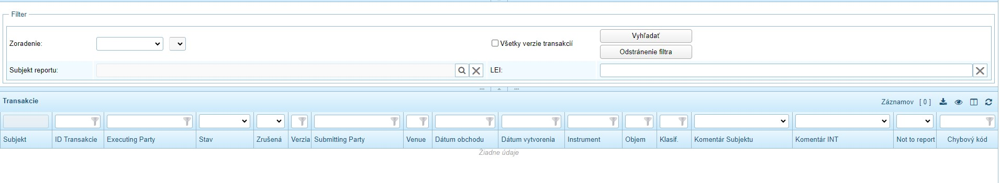 Filter
Zoradenie:
Všetky verzie transakcií
Vyhľadať
Odstránenie filtra
Subjekt reportu:
LEI:
Transakcie
Záznamov [ 0 ]
Subjekt ID Transakcie Executing Party Stav Zrušená Verzia Submitting Party Venue Dátum obchodu Dátum vytvorenia Instrument Objem Klasif. Komentár Subjektu Komentár INT Not to report Chybový kód
Žiadne údaje